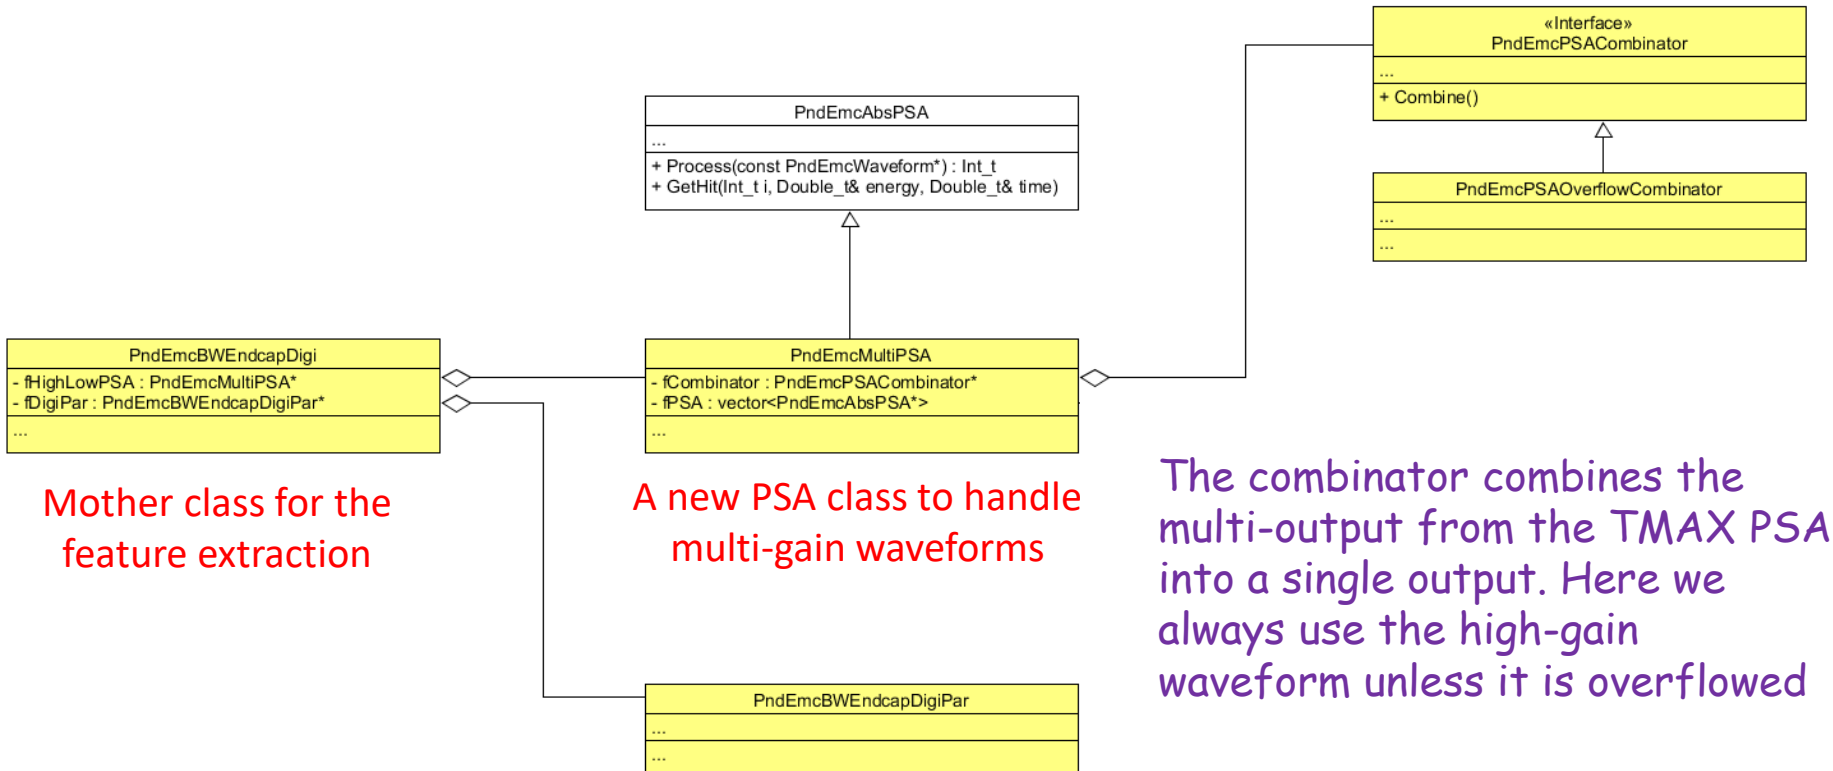 «Interface»
PndEmcPSACombinator
...
+ Combine()
PndEmcAbsPSA
...
+ Process(const PndEmcWaveform*) : Int_t
+ GetHit(Int_t i, Double_t& energy, Double_t& time)
PndEmcPSAOverflowCombinator
...
...
PndEmcBWEndcapDigi
- fHighLowPSA : PndEmcMultiPSA*
- fDigiPar : PndEmcBWEndcapDigiPar*
...
PndEmcMultiPSA
- fCombinator : PndEmcPSACombinator*
- fPSA : vector<PndEmcAbsPSA*>
...
Mother class for the
feature extraction
A new PSA class to handle
multi-gain waveforms
The combinator combines the
multi-output from the TMAX PSA
into a single output. Here we
always use the high-gain
waveform unless it is overflowed
PndEmcBWEndcapDigiPar
...
...